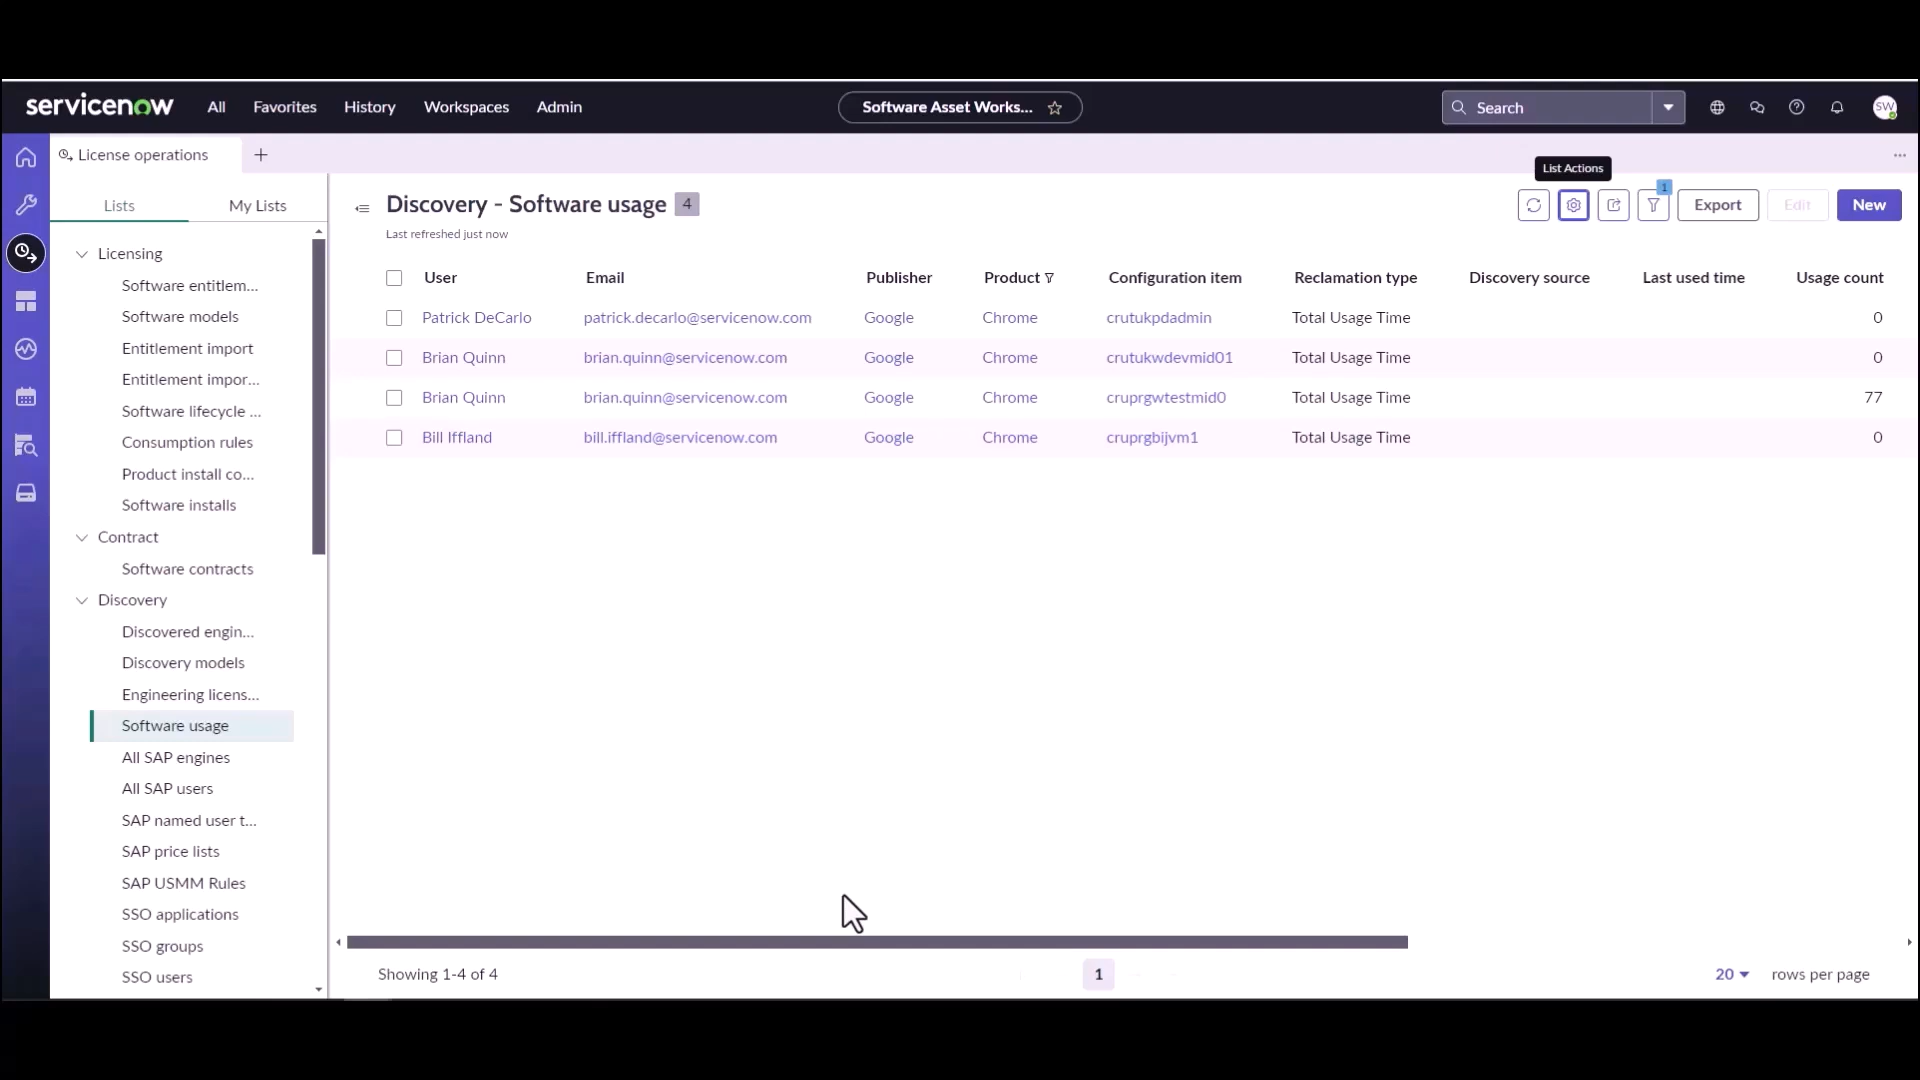 servicenow All Favorites History Workspaces Admin Software Asset Works... Search SW
License operations
List Actions
Lists My Lists
Discovery - Software usage 4
1
Export Edit New
Last refreshed just now
Licensing
Software entitlem...
Software models
Entitlement import
Entitlement impor...
Software lifecycle ...
Consumption rules
Product install co...
Software installs
Contract
Software contracts
Discovery
Discovered engin...
Discovery models
Engineering licens...
Software usage
All SAP engines
All SAP users
SAP named user t...
SAP price lists
SAP USMM Rules
SSO applications
SSO groups
SSO users
User Email Publisher Product Configuration item Reclamation type Discovery source Last used time Usage count
Patrick DeCarlo patrick.decarlo@servicenow.com Google Chrome crutukpdadmin Total Usage Time 0
Brian Quinn brian.quinn@servicenow.com Google Chrome crutukwdevmid01 Total Usage Time 0
Brian Quinn brian.quinn@servicenow.com Google Chrome cruprgwtestmid0 Total Usage Time 77
Bill Iffland bill.iffland@servicenow.com Google Chrome cruprgbijvm1 Total Usage Time 0
Showing 1-4 of 4 1 20 rows per page